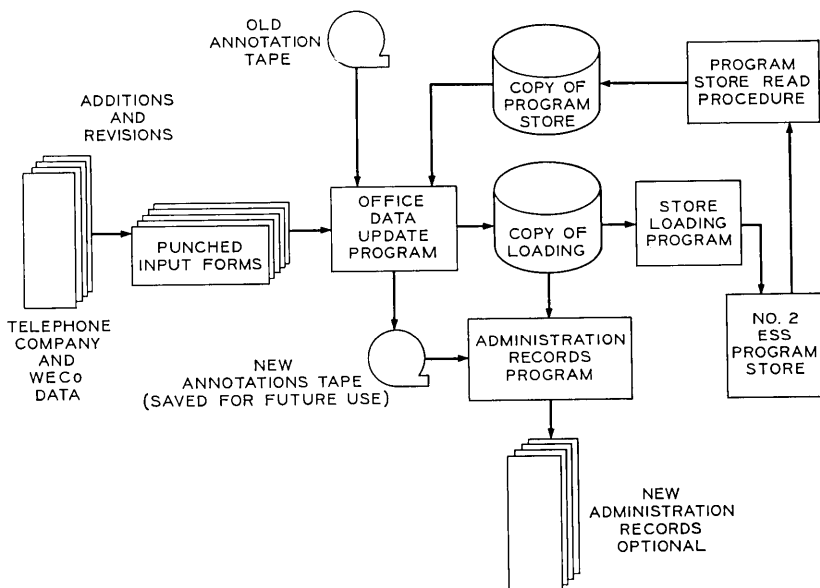 OLD
ANNOTATION
TAPE
COPY OF
PROGRAM
STORE
PROGRAM
STORE READ
PROCEDURE
ADDITIONS
AND
REVISIONS
PUNCHED
INPUT FORMS
OFFICE
DATA
UPDATE
PROGRAM
COPY OF
LOADING
STORE
LOADING
PROGRAM
TELEPHONE
COMPANY
AND
WECo
DATA
NEW
ANNOTATIONS TAPE
(SAVED FOR FUTURE USE)
ADMINISTRATION
RECORDS
PROGRAM
NO. 2
ESS
PROGRAM
STORE
NEW
ADMINISTRATION
RECORDS
OPTIONAL